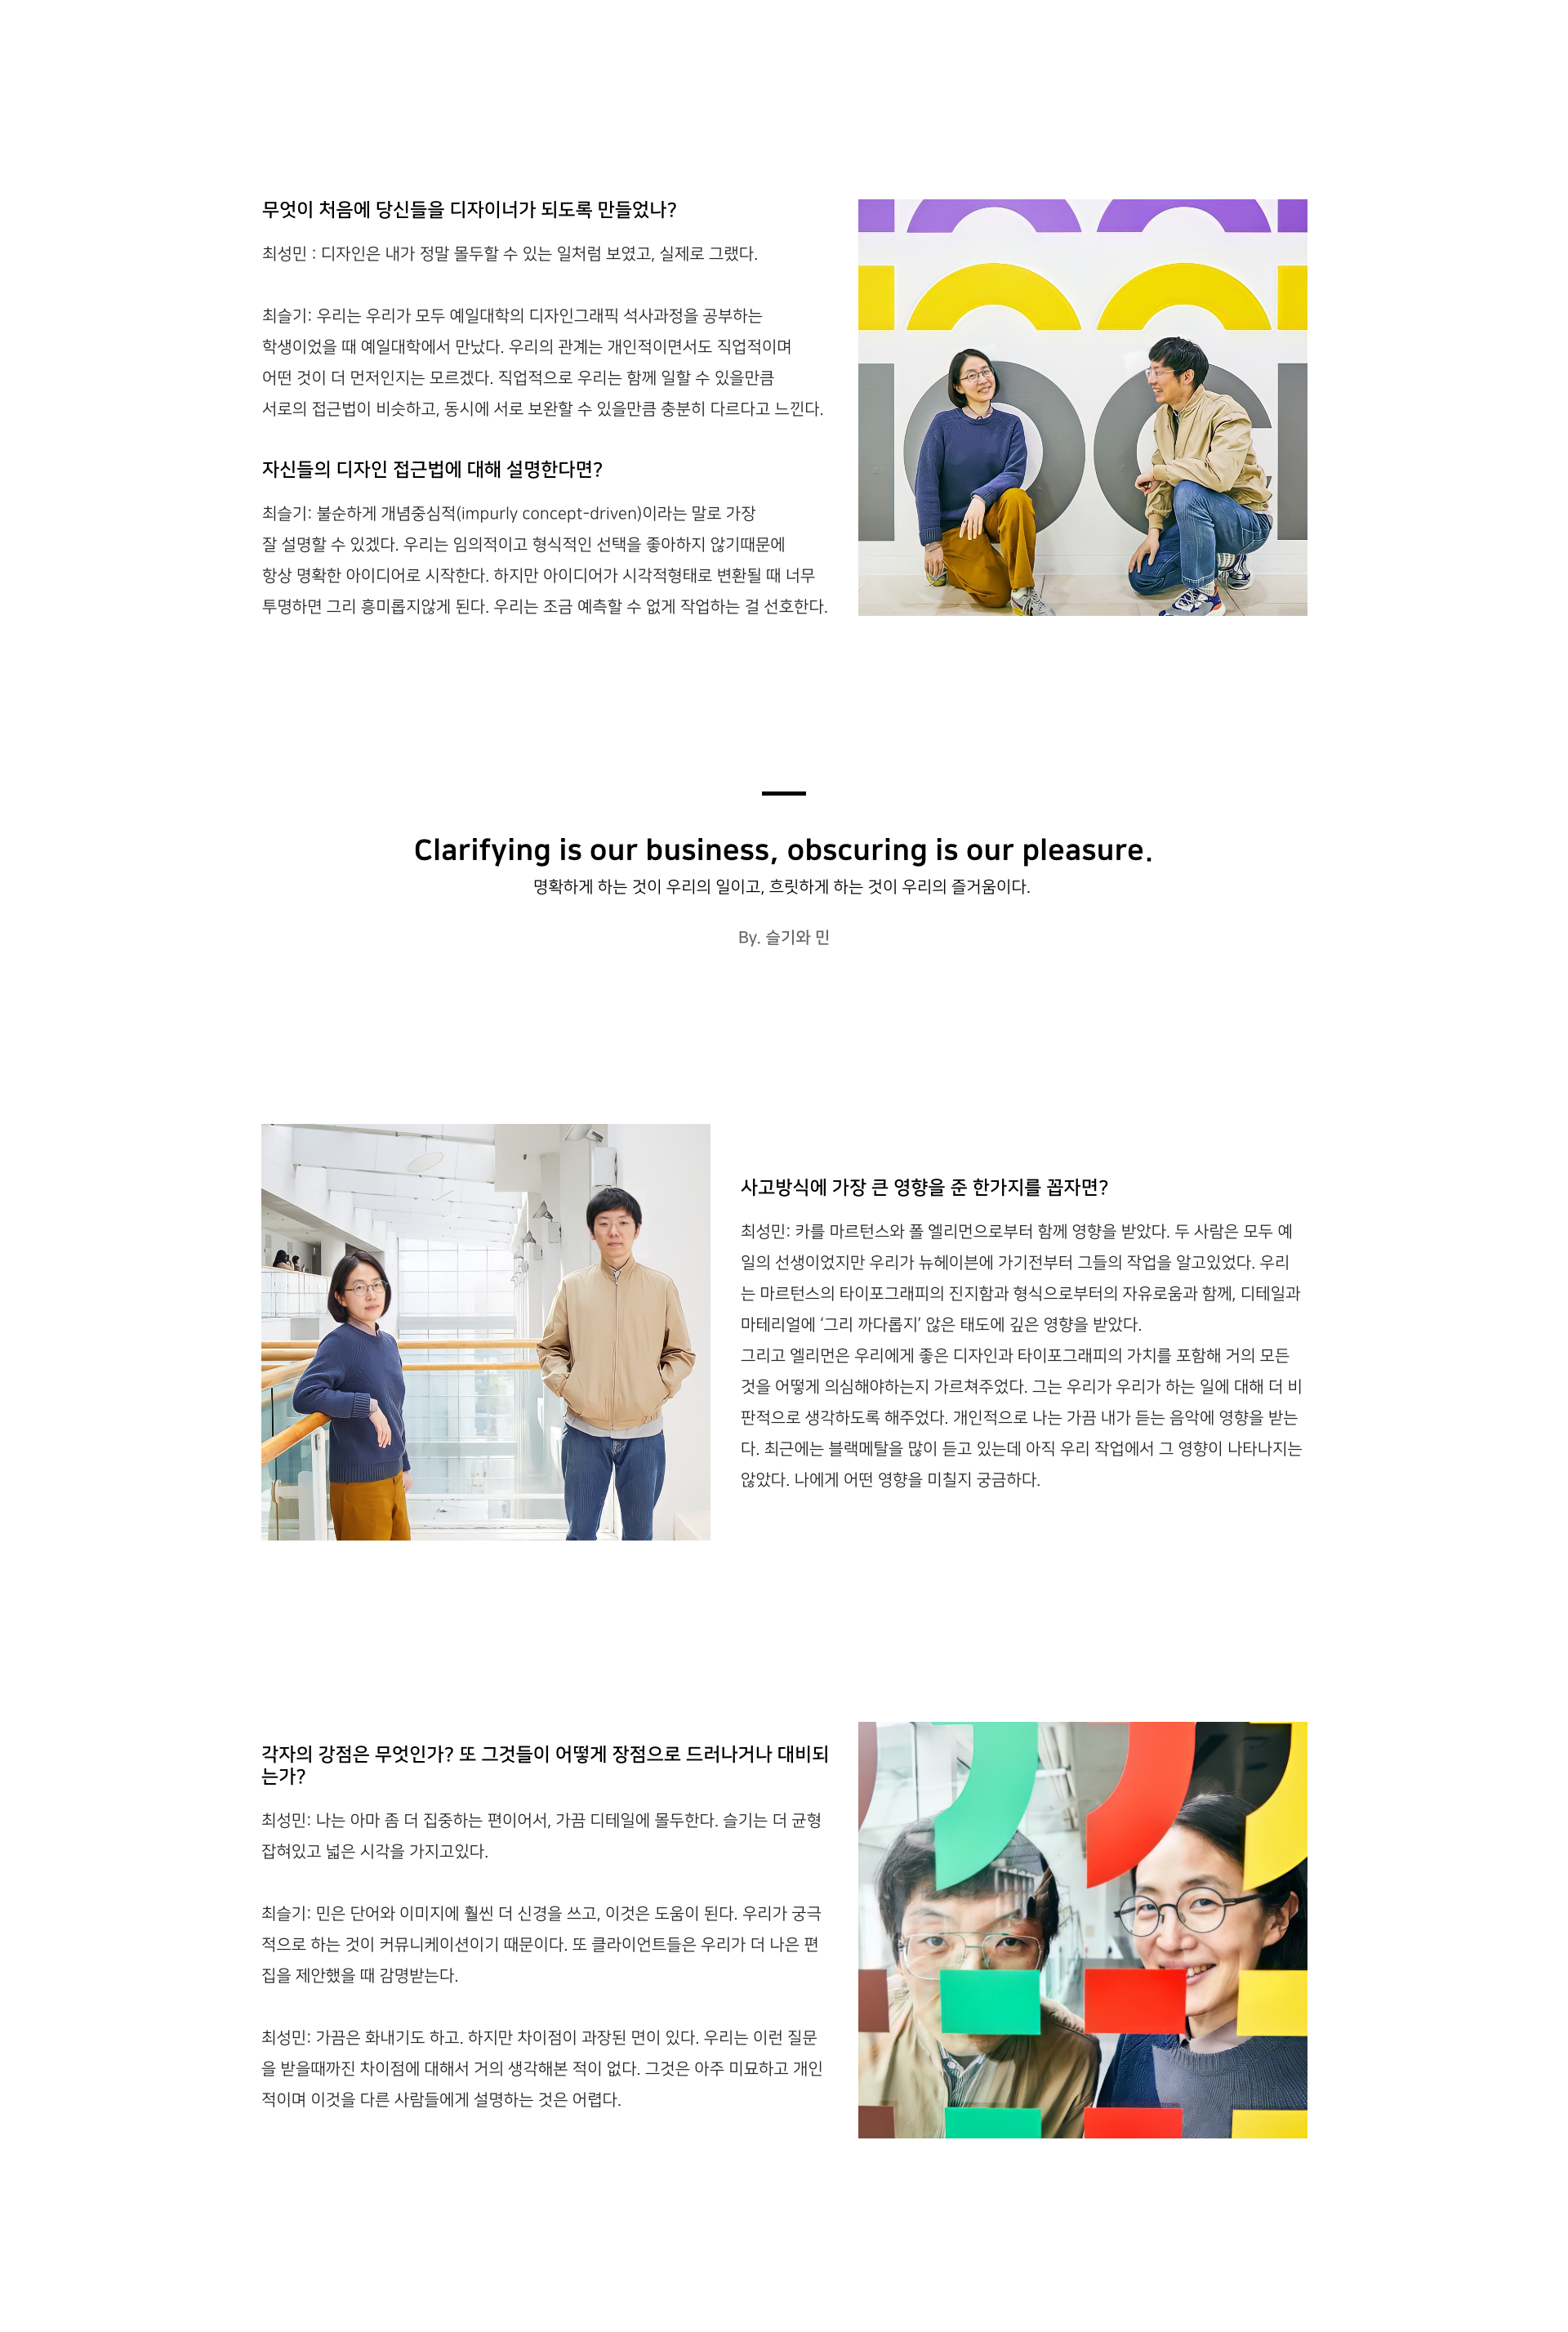 무엇이 처음에 당신들을 디자이너가 되도록 만들었나?
최성민 : 디자인은 내가 정말 몰두할 수 있는 일처럼 보였고, 실제로 그랬다.
최슬기: 우리는 우리가 모두 예일대학의 디자인그래픽 석사과정을 공부하는
학생이었을 때 예일대학에서 만났다. 우리의 관계는 개인적이면서도 직업적이며
어떤 것이 더 먼저인지는 모르겠다. 직업적으로 우리는 함께 일할 수 있을만큼
서로의 접근법이 비슷하고, 동시에 서로 보완할 수 있을만큼 충분히 다르다고 느낀다.
자신들의 디자인 접근법에 대해 설명한다면?
최슬기: 불순하게 개념중심적(impurly concept-driven)이라는 말로 가장
잘 설명할 수 있겠다. 우리는 임의적이고 형식적인 선택을 좋아하지 않기때문에
항상 명확한 아이디어로 시작한다. 하지만 아이디어가 시각적형태로 변환될 때 너무
투명하면 그리 흥미롭지않게 된다. 우리는 조금 예측할 수 없게 작업하는 걸 선호한다.
Clarifying is our business, obscuring is our pleasure.
명확하게 하는 것이 우리의 일이고, 흐릿하게 하는 것이 우리의 즐거움이다.
By. 슬기와 민
사고방식에 가장 큰 영향을 준 한가지를 꼽자면?
최성민: 카를 마르턴스와 폴 엘리먼으로부터 함께 영향을 받았다. 두 사람은 모두 예
일의 선생이었지만 우리가 뉴헤이븐에 가기전부터 그들의 작업을 알고있었다. 우리
는 마르턴스의 타이포그래피의 진지함과 형식으로부터의 자유로움과 함께, 디테일과
마테리얼에 ‘그리 까다롭지’ 않은 태도에 깊은 영향을 받았다.
그리고 엘리먼은 우리에게 좋은 디자인과 타이포그래피의 가치를 포함해 거의 모든
것을 어떻게 의심해야하는지 가르쳐주었다. 그는 우리가 우리가 하는 일에 대해 더 비
판적으로 생각하도록 해주었다. 개인적으로 나는 가끔 내가 듣는 음악에 영향을 받는
다. 최근에는 블랙메탈을 많이 듣고 있는데 아직 우리 작업에서 그 영향이 나타나지는
않았다. 나에게 어떤 영향을 미칠지 궁금하다.
각자의 강점은 무엇인가? 또 그것들이 어떻게 장점으로 드러나거나 대비되
는가?
최성민: 나는 아마 좀 더 집중하는 편이어서, 가끔 디테일에 몰두한다. 슬기는 더 균형
잡혀있고 넓은 시각을 가지고있다.
최슬기: 민은 단어와 이미지에 훨씬 더 신경을 쓰고, 이것은 도움이 된다. 우리가 궁극
적으로 하는 것이 커뮤니케이션이기 때문이다. 또 클라이언트들은 우리가 더 나은 편
집을 제안했을 때 감명받는다.
최성민: 가끔은 화내기도 하고. 하지만 차이점이 과장된 면이 있다. 우리는 이런 질문
을 받을때까진 차이점에 대해서 거의 생각해본 적이 없다. 그것은 아주 미묘하고 개인
적이며 이것을 다른 사람들에게 설명하는 것은 어렵다.